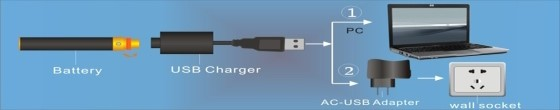 Battery
USB Charger
①
PC
②
AC-USB Adapter
wall socket